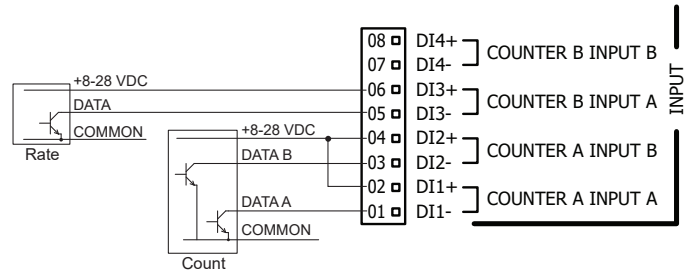 08 DI4+ COUNTER B INPUT B
07 DI4-
+8-28 VDC 06 DI3+ COUNTER B INPUT A
DATA 05 DI3-
COMMON
Rate
+8-28 VDC 04 DI2+ COUNTER A INPUT B
DATA B 03 DI2-
02 DI1+ COUNTER A INPUT A
DATA A 01 DI1-
COMMON
Count
INPUT